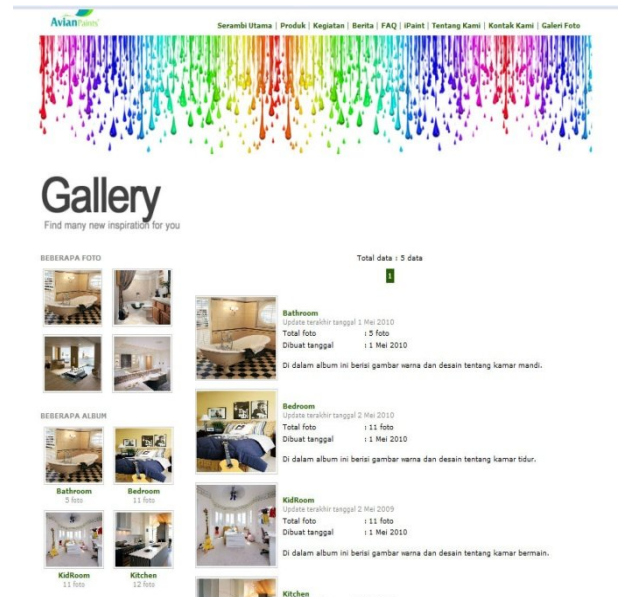 AvianPaints
Serambi Utama | Produk | Kegiatan | Berita | FAQ | iPaint | Tentang Kami | Kontak Kami | Galeri Foto
Gallery
Find many new inspiration for you
BEBERAPA FOTO
BEBERAPA ALBUM
Bathroom
5 foto
Bedroom
11 foto
KidRoom
11 foto
Kitchen
12 foto
Total data : 5 data
1
Bathroom
Update terakhir tanggal 1 Mei 2010
Total foto : 5 foto
Dibuat tanggal : 1 Mei 2010
Di dalam album ini berisi gambar warna dan desain tentang kamar mandi.
Bedroom
Update terakhir tanggal 2 Mai 2010
Total foto : 11 foto
Dibuat tanggal : 1 Mei 2010
Di dalam album ini berisi gambar warna dan desain tentang kamar tidur.
KidRoom
Update terakhir tanggal 2 Mei 2009
Total foto : 11 foto
Dibuat tanggal : 1 Mei 2010
Di dalam album ini berisi gambar warna dan desain tentang kamar bermain.
Kitchen